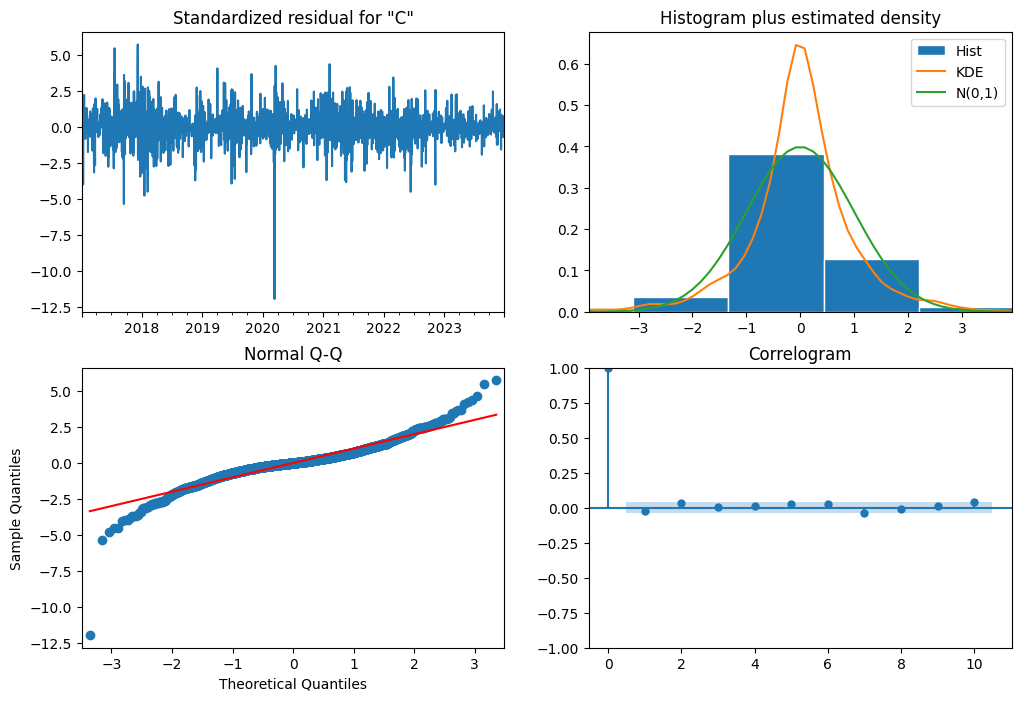 Standardized residual for "C"
5.0
2.5
0.0
−2.5
−5.0
−7.5
−10.0
−12.5
2018 2019 2020 2021 2022 2023
Histogram plus estimated density
Hist
KDE
N(0,1)
0.6
0.5
0.4
0.3
0.2
0.1
0.0
−3 −2 −1 0 1 2 3
Normal Q-Q
Sample Quantiles
5.0
2.5
0.0
−2.5
−5.0
−7.5
−10.0
−12.5
−3 −2 −1 0 1 2 3
Theoretical Quantiles
Correlogram
1.00
0.75
0.50
0.25
0.00
−0.25
−0.50
−0.75
−1.00
0 2 4 6 8 10